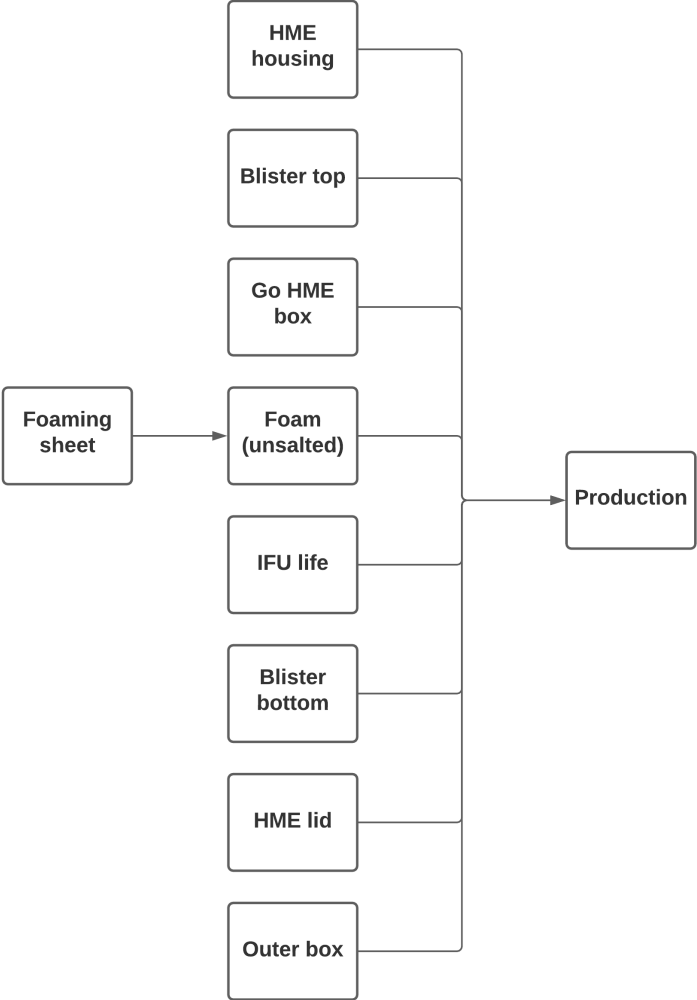 HME
housing
Blister top
Go HME
box
Foaming
sheet
Foam
(unsalted)
Production
IFU life
Blister
bottom
HME lid
Outer box